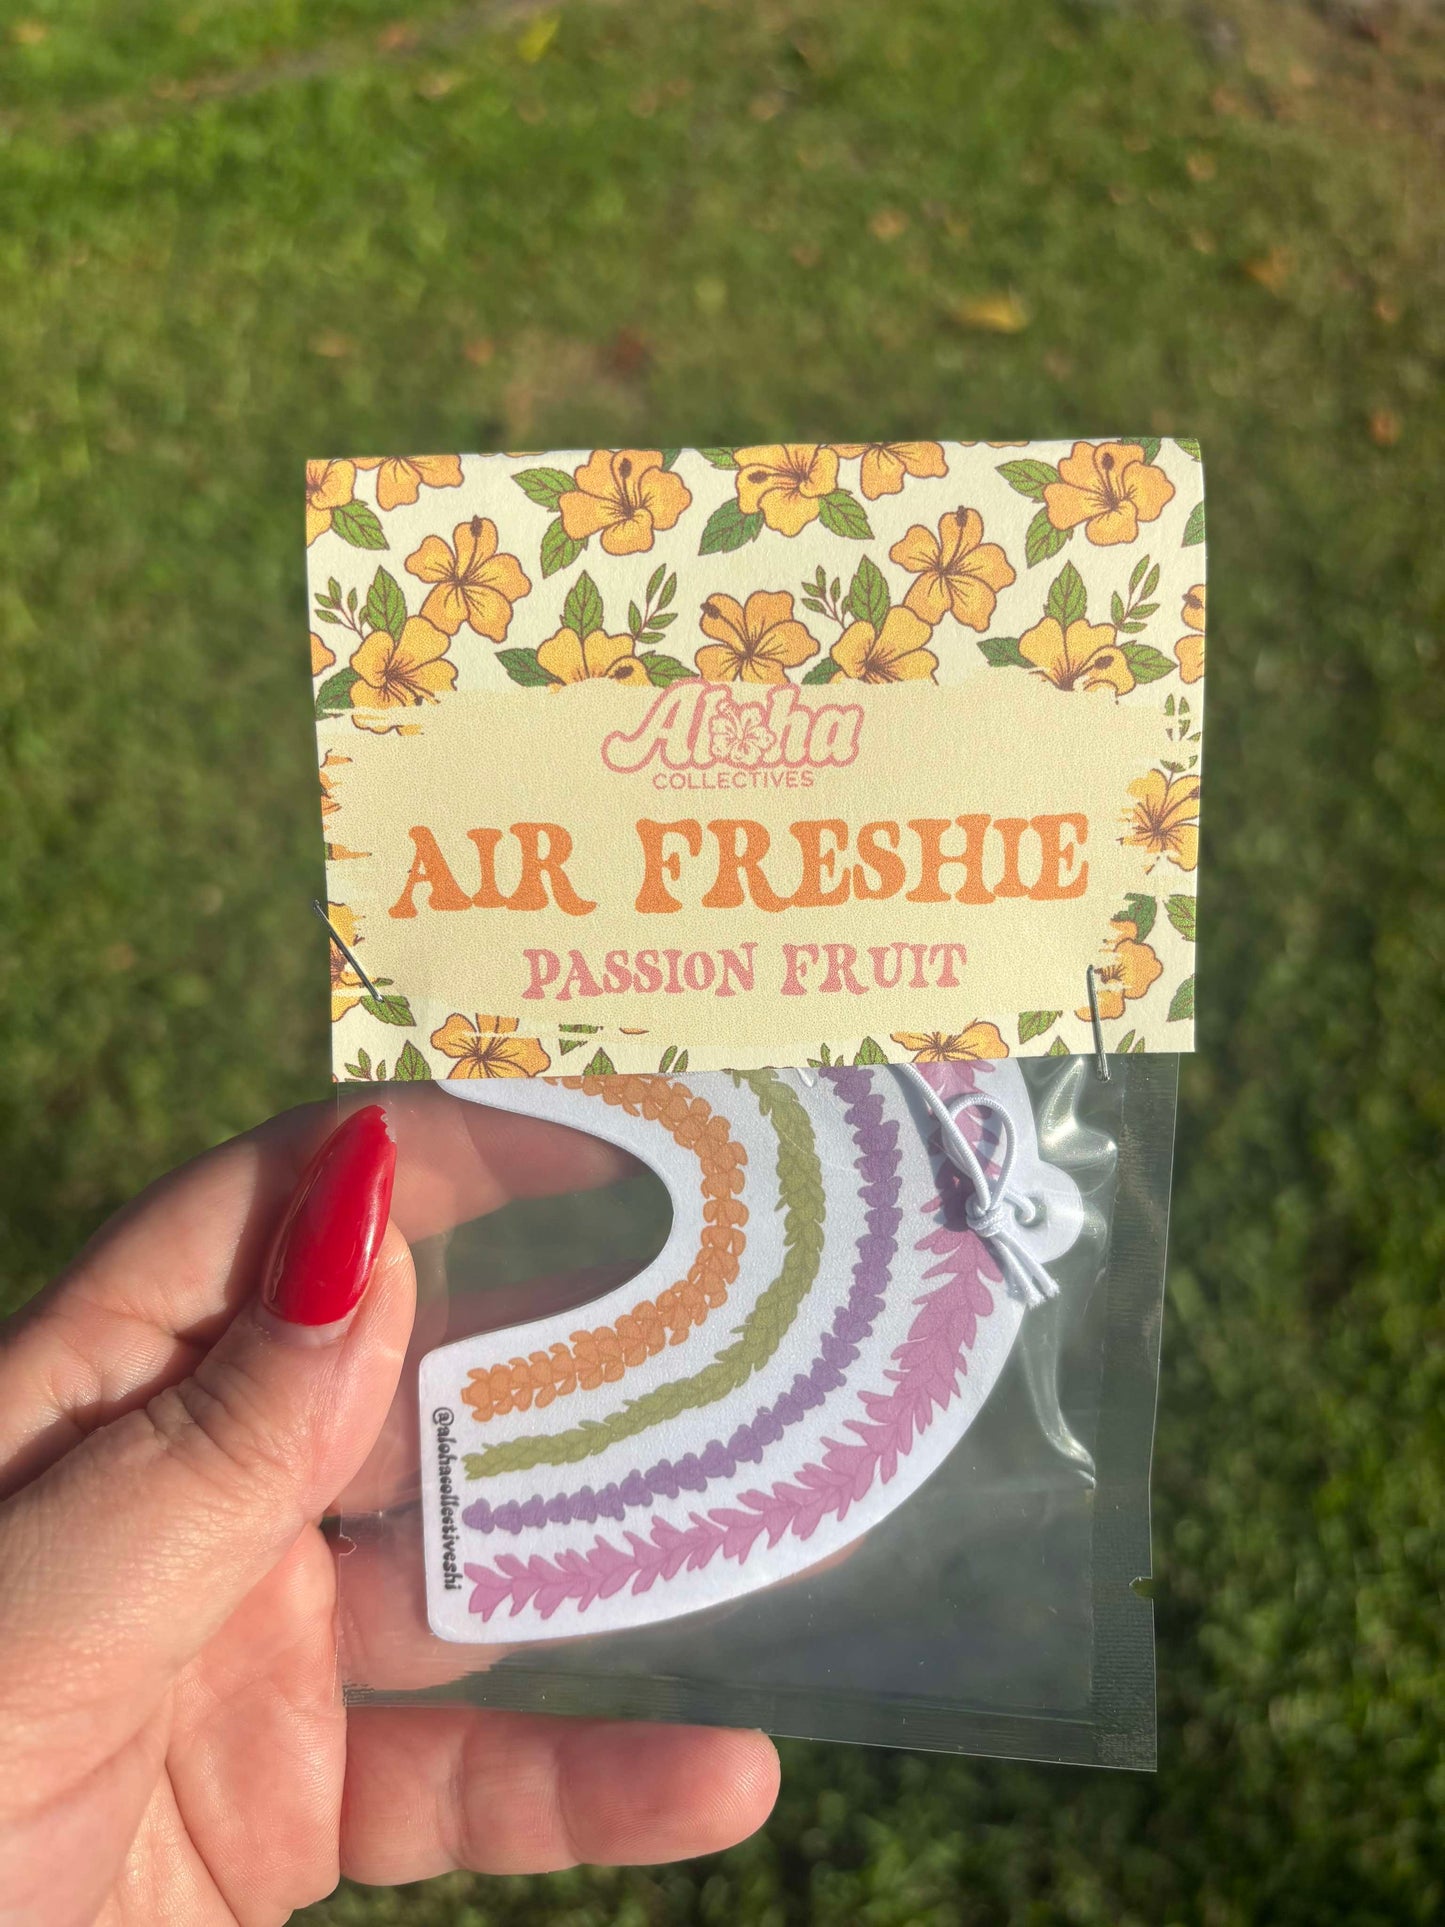 Aloha
COLLECTIVES
AIR FRESHIE
PASSION FRUIT
@alohacollectiveshi